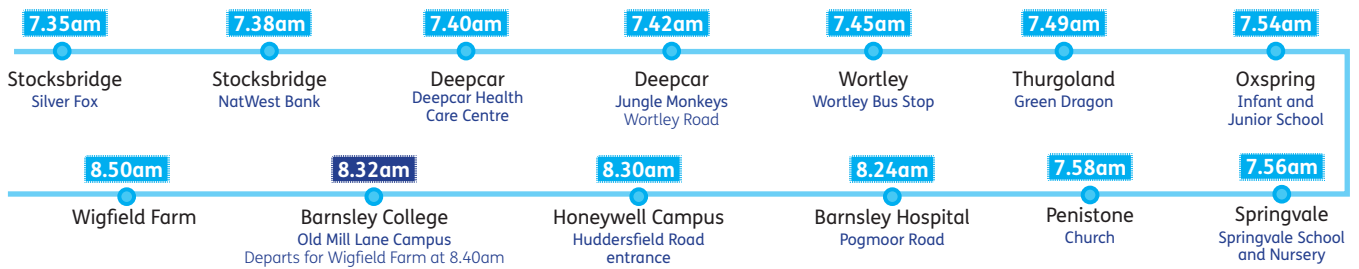 7.35am 7.38am 7.40am 7.42am 7.45am 7.49am 7.54am
Stocksbridge Stocksbridge Deepcar Deepcar Wortley Thurgoland Oxspring
Silver Fox NatWest Bank Deepcar Health Jungle Monkeys Wortley Bus Stop Green Dragon Infant and
Care Centre Wortley Road Junior School
8.50am 8.32am 8.30am 8.24am 7.58am 7.56am
Wigfield Farm Barnsley College Honeywell Campus Barnsley Hospital Penistone Springvale
Old Mill Lane Campus Huddersfield Road Pogmoor Road Church Springvale School
Departs for Wigfield Farm at 8.40am entrance and Nursery